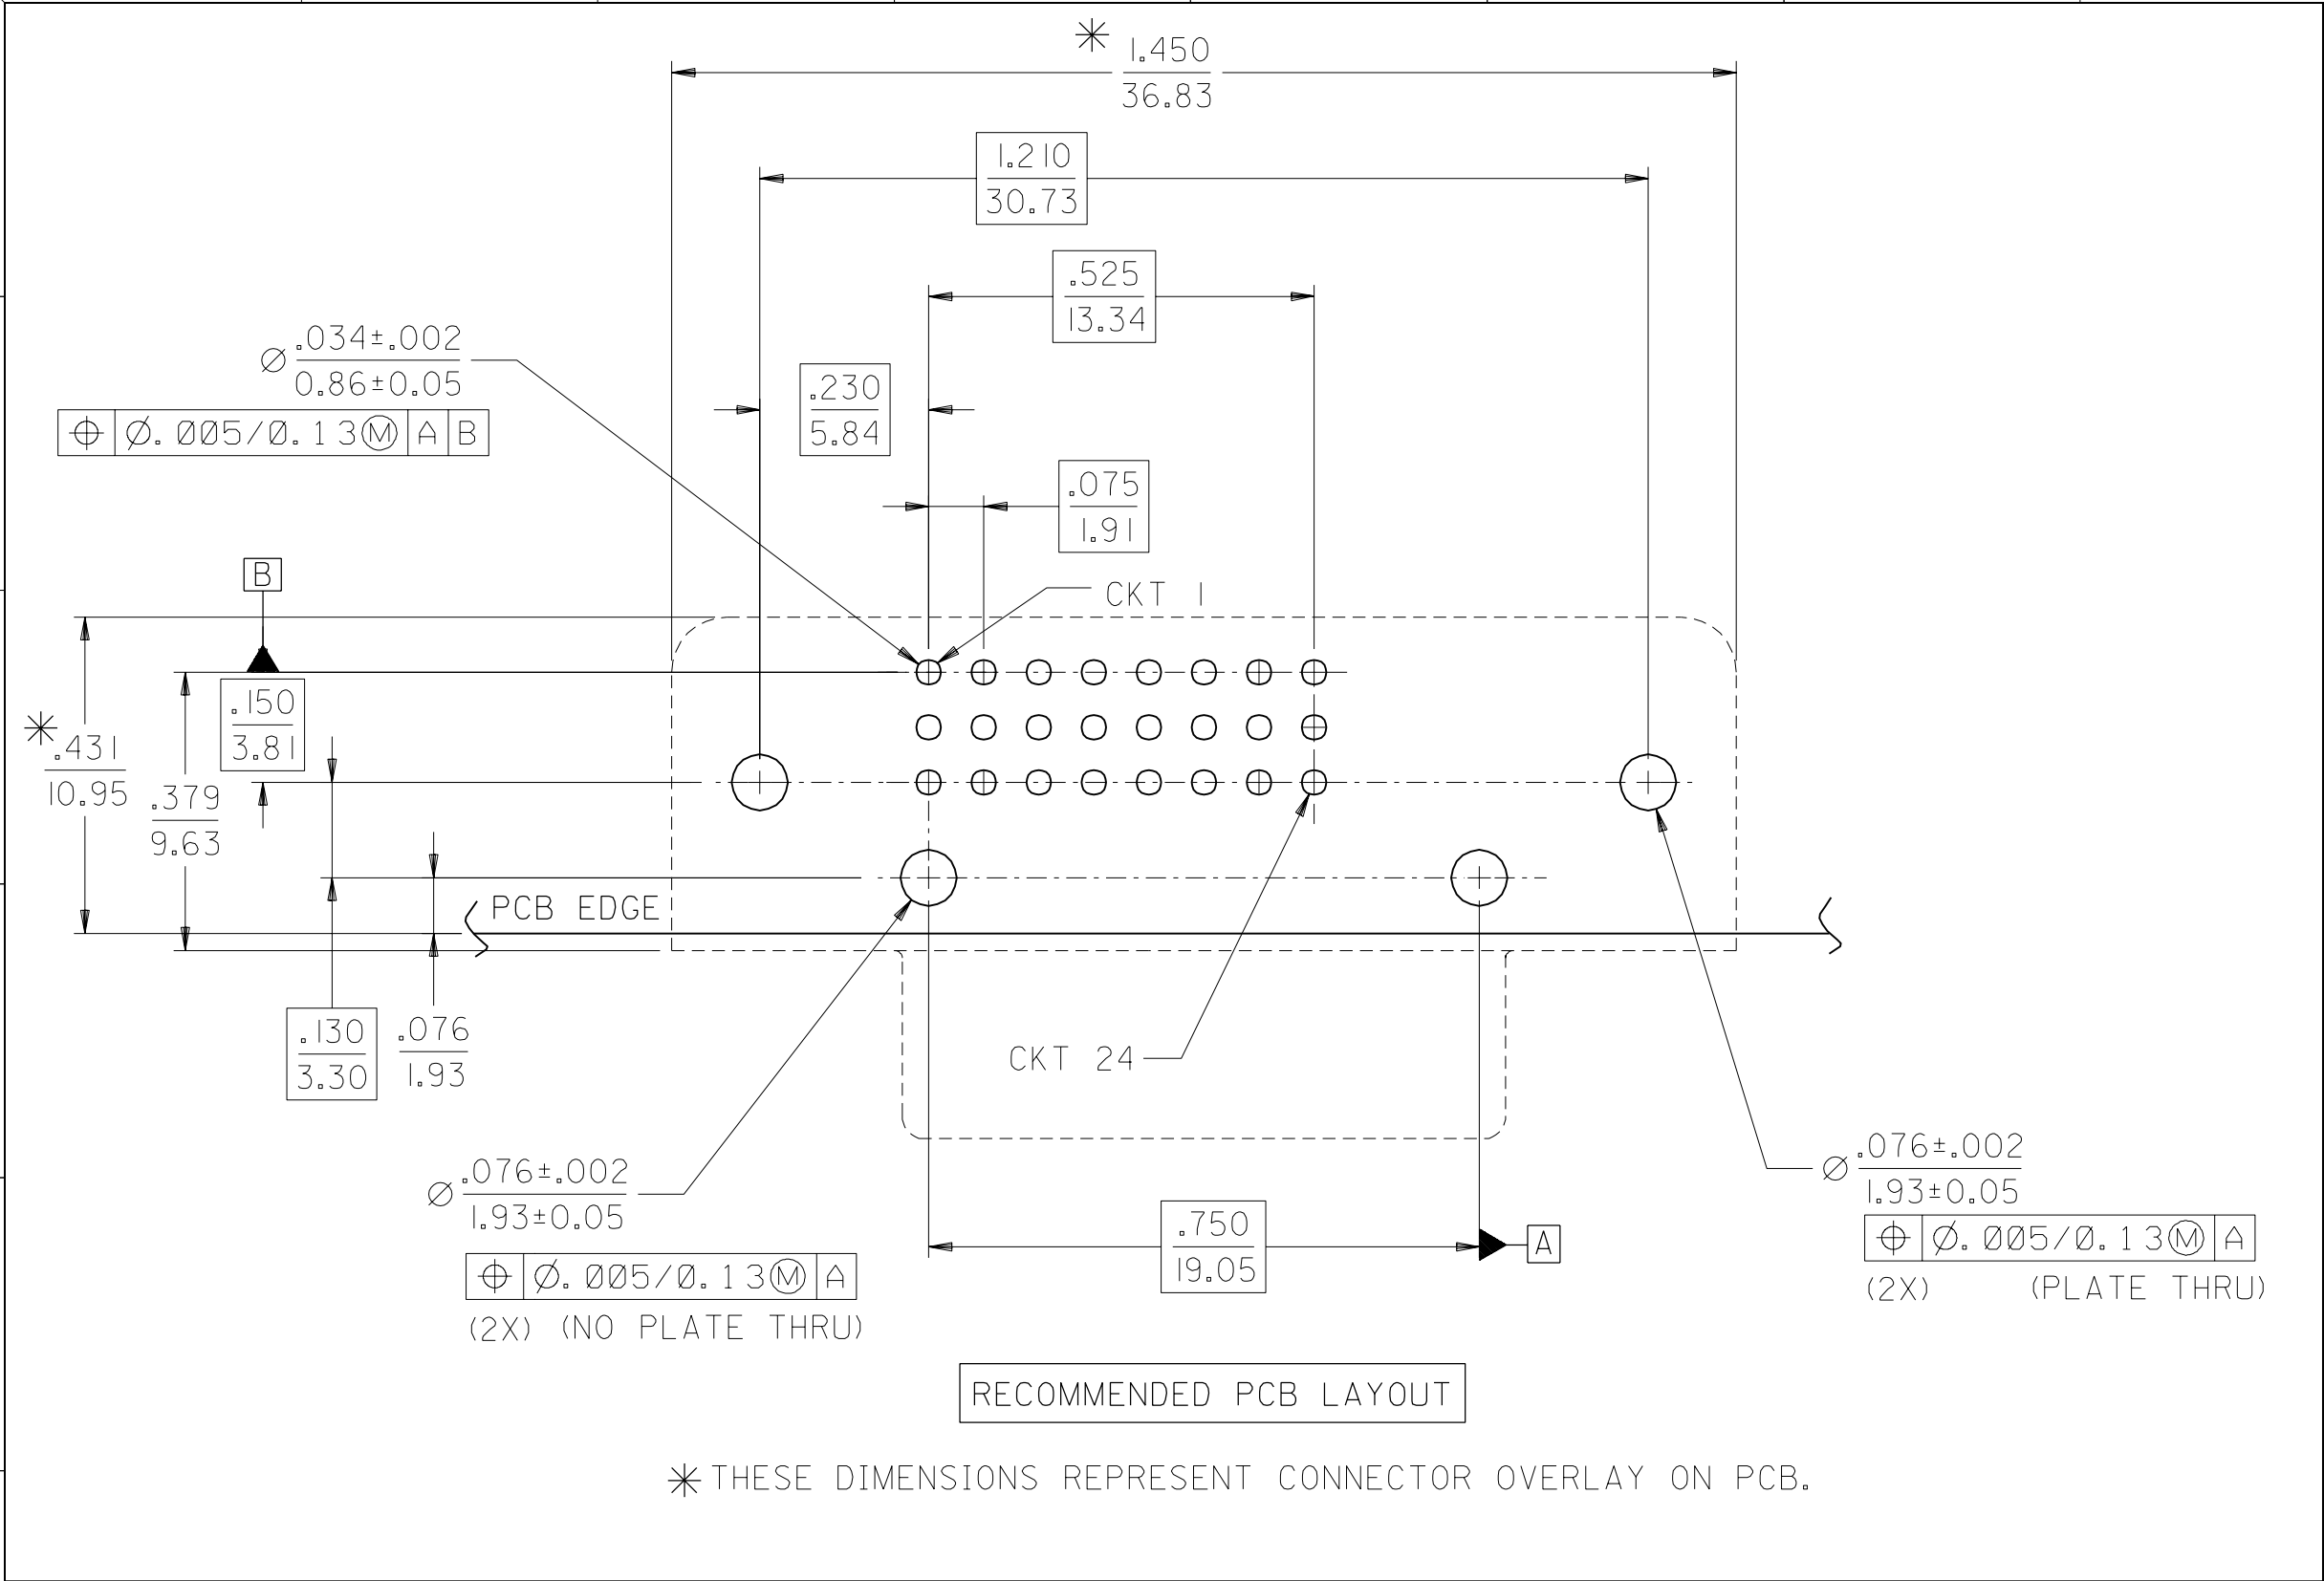 ✳ 1.450
36.83
1.210
30.73
.525
13.34
⌀ .034±.002
0.86±0.05
⌖ ⌀.005/0.13Ⓜ A B
.230
5.84
.075
1.91
CKT 1
B
.150
3.81
✳ .431
10.95
.379
9.63
PCB EDGE
.130
3.30
.076
1.93
CKT 24
⌀ .076±.002
1.93±0.05
⌖ ⌀.005/0.13Ⓜ A
(2X) (NO PLATE THRU)
.750
19.05
A
⌀ .076±.002
1.93±0.05
⌖ ⌀.005/0.13Ⓜ A
(2X) (PLATE THRU)
RECOMMENDED PCB LAYOUT
✳ THESE DIMENSIONS REPRESENT CONNECTOR OVERLAY ON PCB.